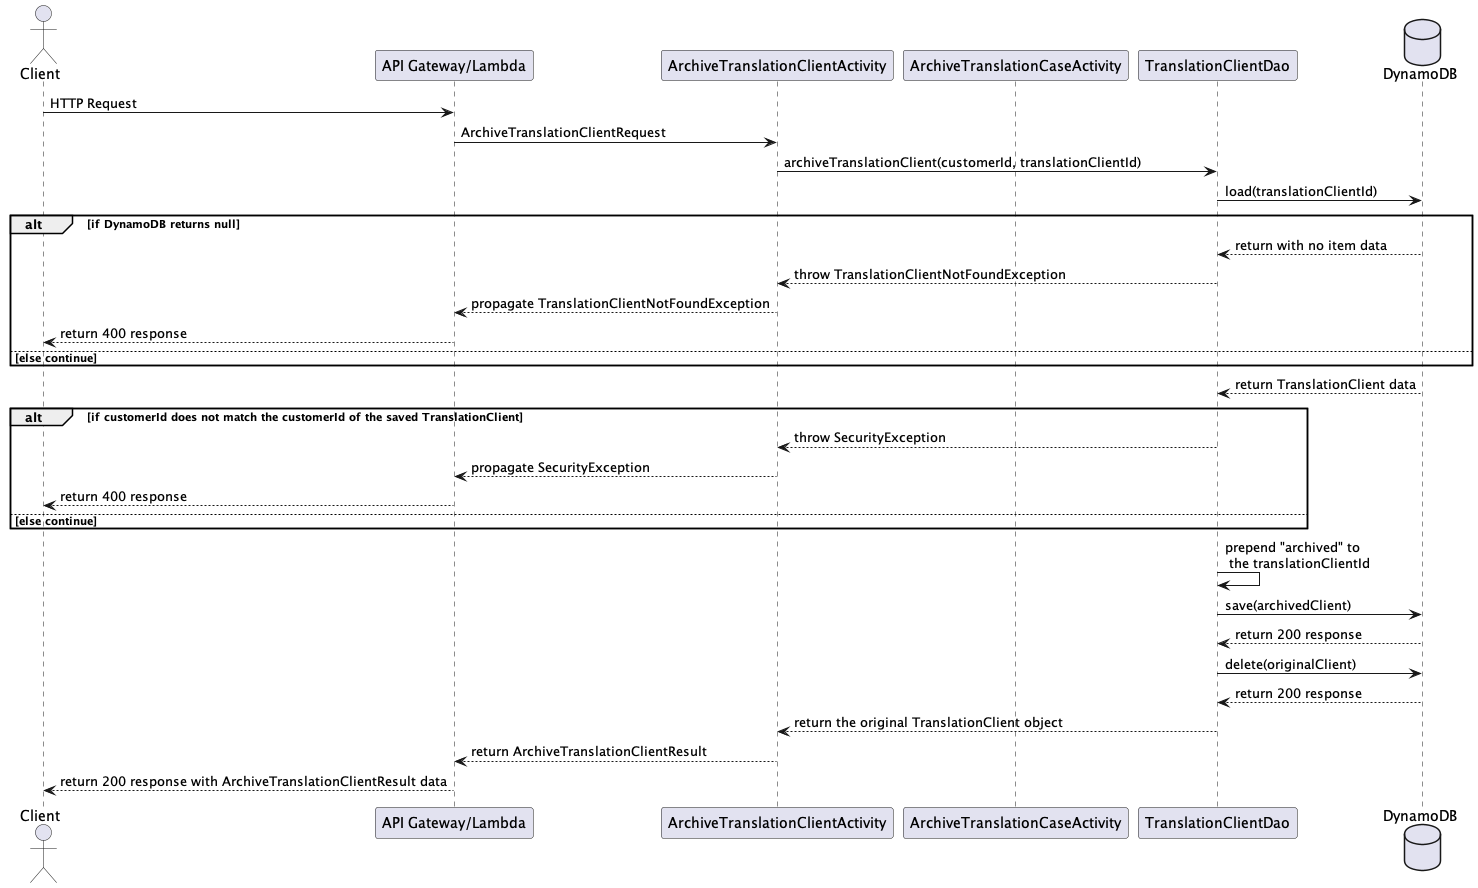 Client
API Gateway/Lambda
ArchiveTranslationClientActivity
ArchiveTranslationCaseActivity
TranslationClientDao
DynamoDB
HTTP Request
ArchiveTranslationClientRequest
archiveTranslationClient(customerId, translationClientId)
load(translationClientId)
alt
[if DynamoDB returns null]
return with no item data
throw TranslationClientNotFoundException
propagate TranslationClientNotFoundException
return 400 response
[else continue]
return TranslationClient data
alt
[if customerId does not match the customerId of the saved TranslationClient]
throw SecurityException
propagate SecurityException
return 400 response
[else continue]
prepend "archived" to
the translationClientId
save(archivedClient)
return 200 response
delete(originalClient)
return 200 response
return the original TranslationClient object
return ArchiveTranslationClientResult
return 200 response with ArchiveTranslationClientResult data
Client
API Gateway/Lambda
ArchiveTranslationClientActivity
ArchiveTranslationCaseActivity
TranslationClientDao
DynamoDB